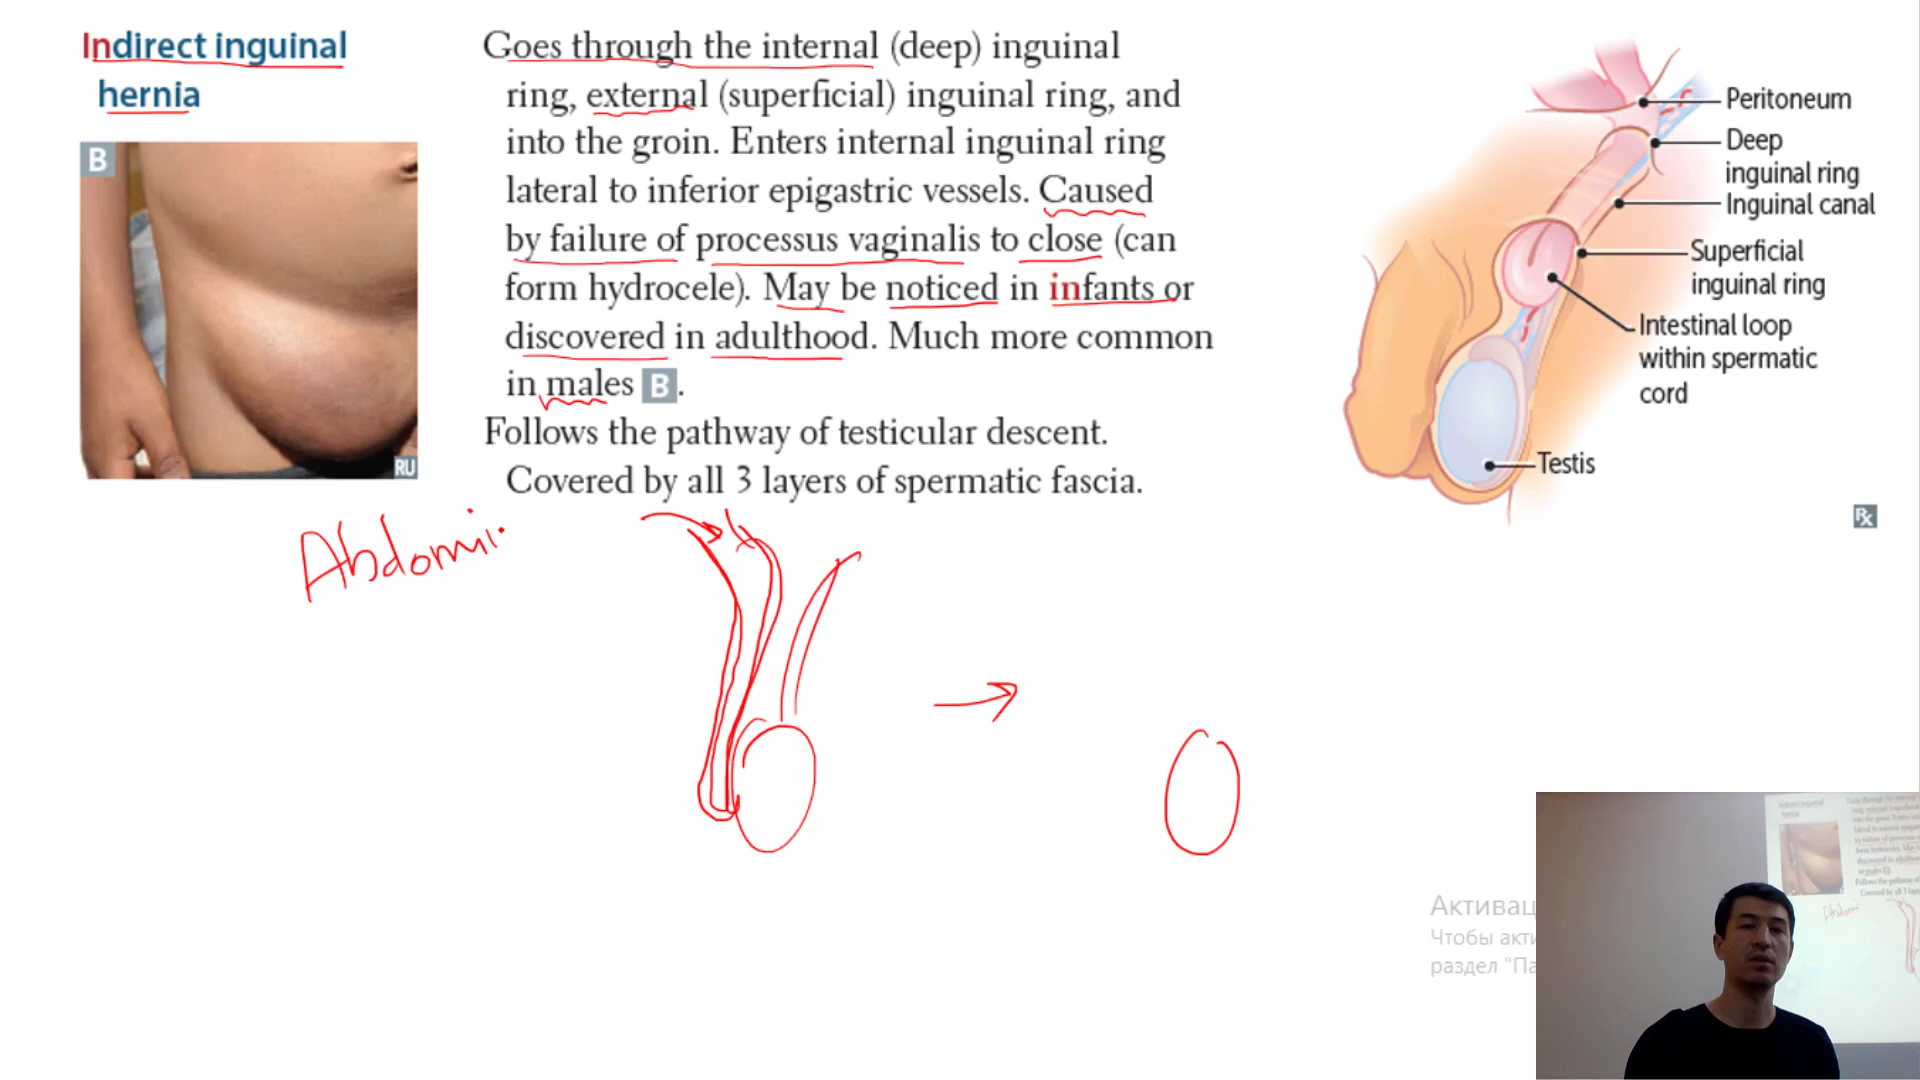 Indirect inguinal
hernia
B
RU
Goes through the internal (deep) inguinal
ring, external (superficial) inguinal ring, and
into the groin. Enters internal inguinal ring
lateral to inferior epigastric vessels. Caused
by failure of processus vaginalis to close (can
form hydrocele). May be noticed in infants or
discovered in adulthood. Much more common
in males B.
Follows the pathway of testicular descent.
Covered by all 3 layers of spermatic fascia.
Peritoneum
Deep
inguinal ring
Inguinal canal
Superficial
inguinal ring
Intestinal loop
within spermatic
cord
Testis
Rx
Abdomi
Активац
Чтобы акти
раздел "Па